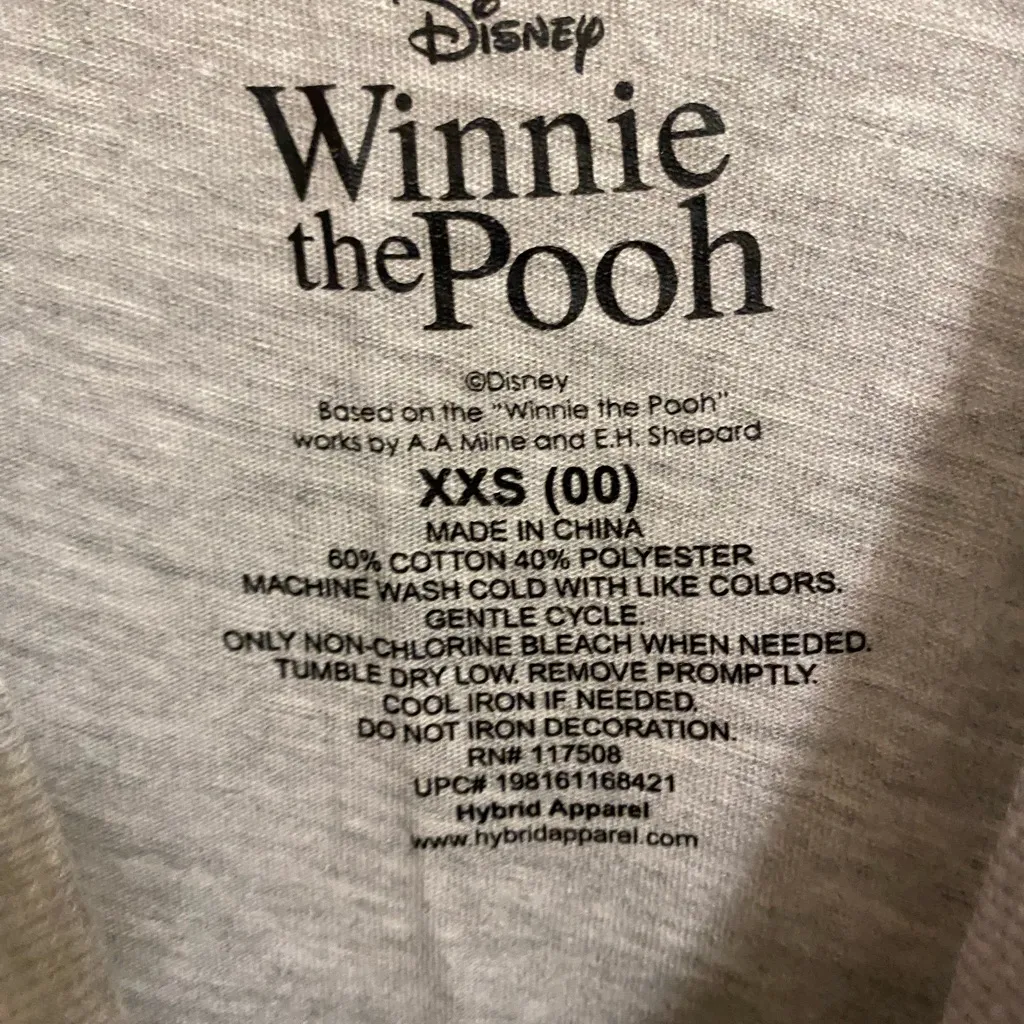 Disney
Winnie
the Pooh
©Disney
Based on the "Winnie the Pooh"
works by A.A Milne and E.H. Shepard
XXS (00)
MADE IN CHINA
60% COTTON 40% POLYESTER
MACHINE WASH COLD WITH LIKE COLORS.
GENTLE CYCLE.
ONLY NON-CHLORINE BLEACH WHEN NEEDED.
TUMBLE DRY LOW. REMOVE PROMPTLY.
COOL IRON IF NEEDED.
DO NOT IRON DECORATION.
RN# 117508
UPC# 198161168421
Hybrid Apparel
www.hybridapparel.com